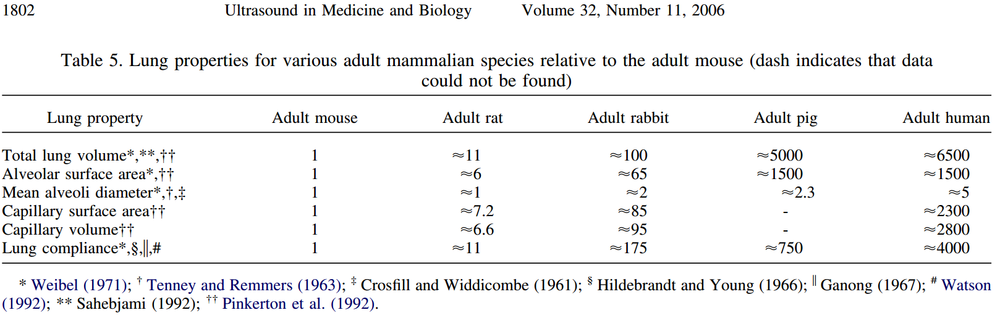 1802 Ultrasound in Medicine and Biology Volume 32, Number 11, 2006
Table 5. Lung properties for various adult mammalian species relative to the adult mouse (dash indicates that data
could not be found)
Lung property Adult mouse Adult rat Adult rabbit Adult pig Adult human
Total lung volume*,**,†† 1 ≈11 ≈100 ≈5000 ≈6500
Alveolar surface area*,†† 1 ≈6 ≈65 ≈1500 ≈1500
Mean alveoli diameter*,†,‡ 1 ≈1 ≈2 ≈2.3 ≈5
Capillary surface area†† 1 ≈7.2 ≈85 - ≈2300
Capillary volume†† 1 ≈6.6 ≈95 - ≈2800
Lung compliance*,§,∥,# 1 ≈11 ≈175 ≈750 ≈4000
* Weibel (1971); † Tenney and Remmers (1963); ‡ Crosfill and Widdicombe (1961); § Hildebrandt and Young (1966); ∥ Ganong (1967); # Watson
(1992); ** Sahebjami (1992); †† Pinkerton et al. (1992).